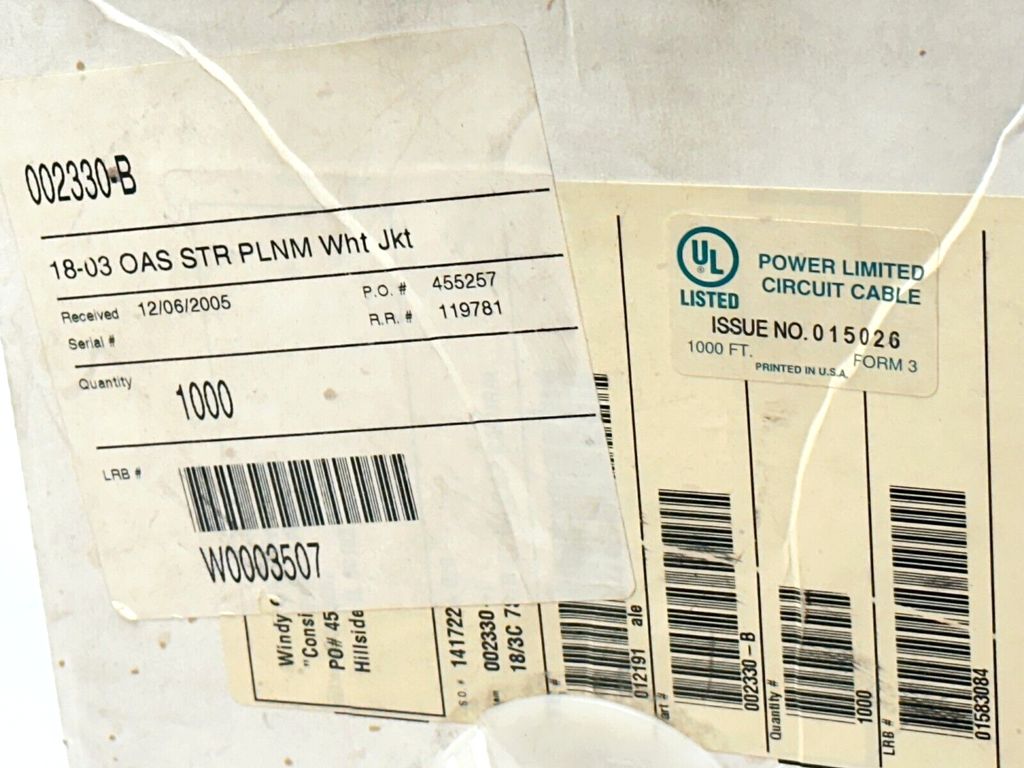 002330-B
18-03 OAS STR PLNM Wht Jkt
Received 12/06/2005
P.O. # 455257
Serial #
R.R. # 119781
Quantity
1000
LRB #
W0003507
UL
®
LISTED
POWER LIMITED
CIRCUIT CABLE
ISSUE NO. 015026
1000 FT.
FORM 3
PRINTED IN U.S.A.
Windy
"Consi
PO# 45
Hillside
S.O. # 141722
002330-
18/3C
012191 ale
002330-B
Quantity #
1000
LRB #
01583084